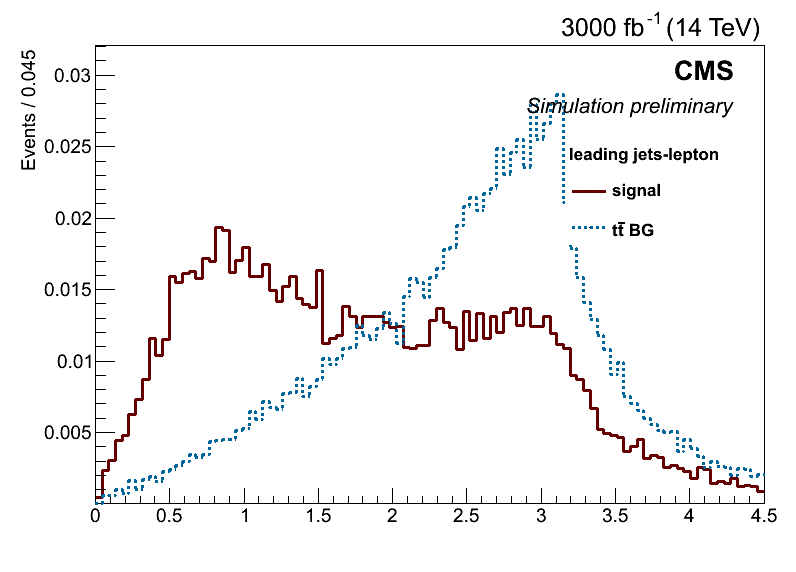 3000 fb⁻¹ (14 TeV)
CMS
Simulation preliminary
Events / 0.045
leading jets-lepton
signal
tt̄ BG
0.03
0.025
0.02
0.015
0.01
0.005
0 0.5 1 1.5 2 2.5 3 3.5 4 4.5